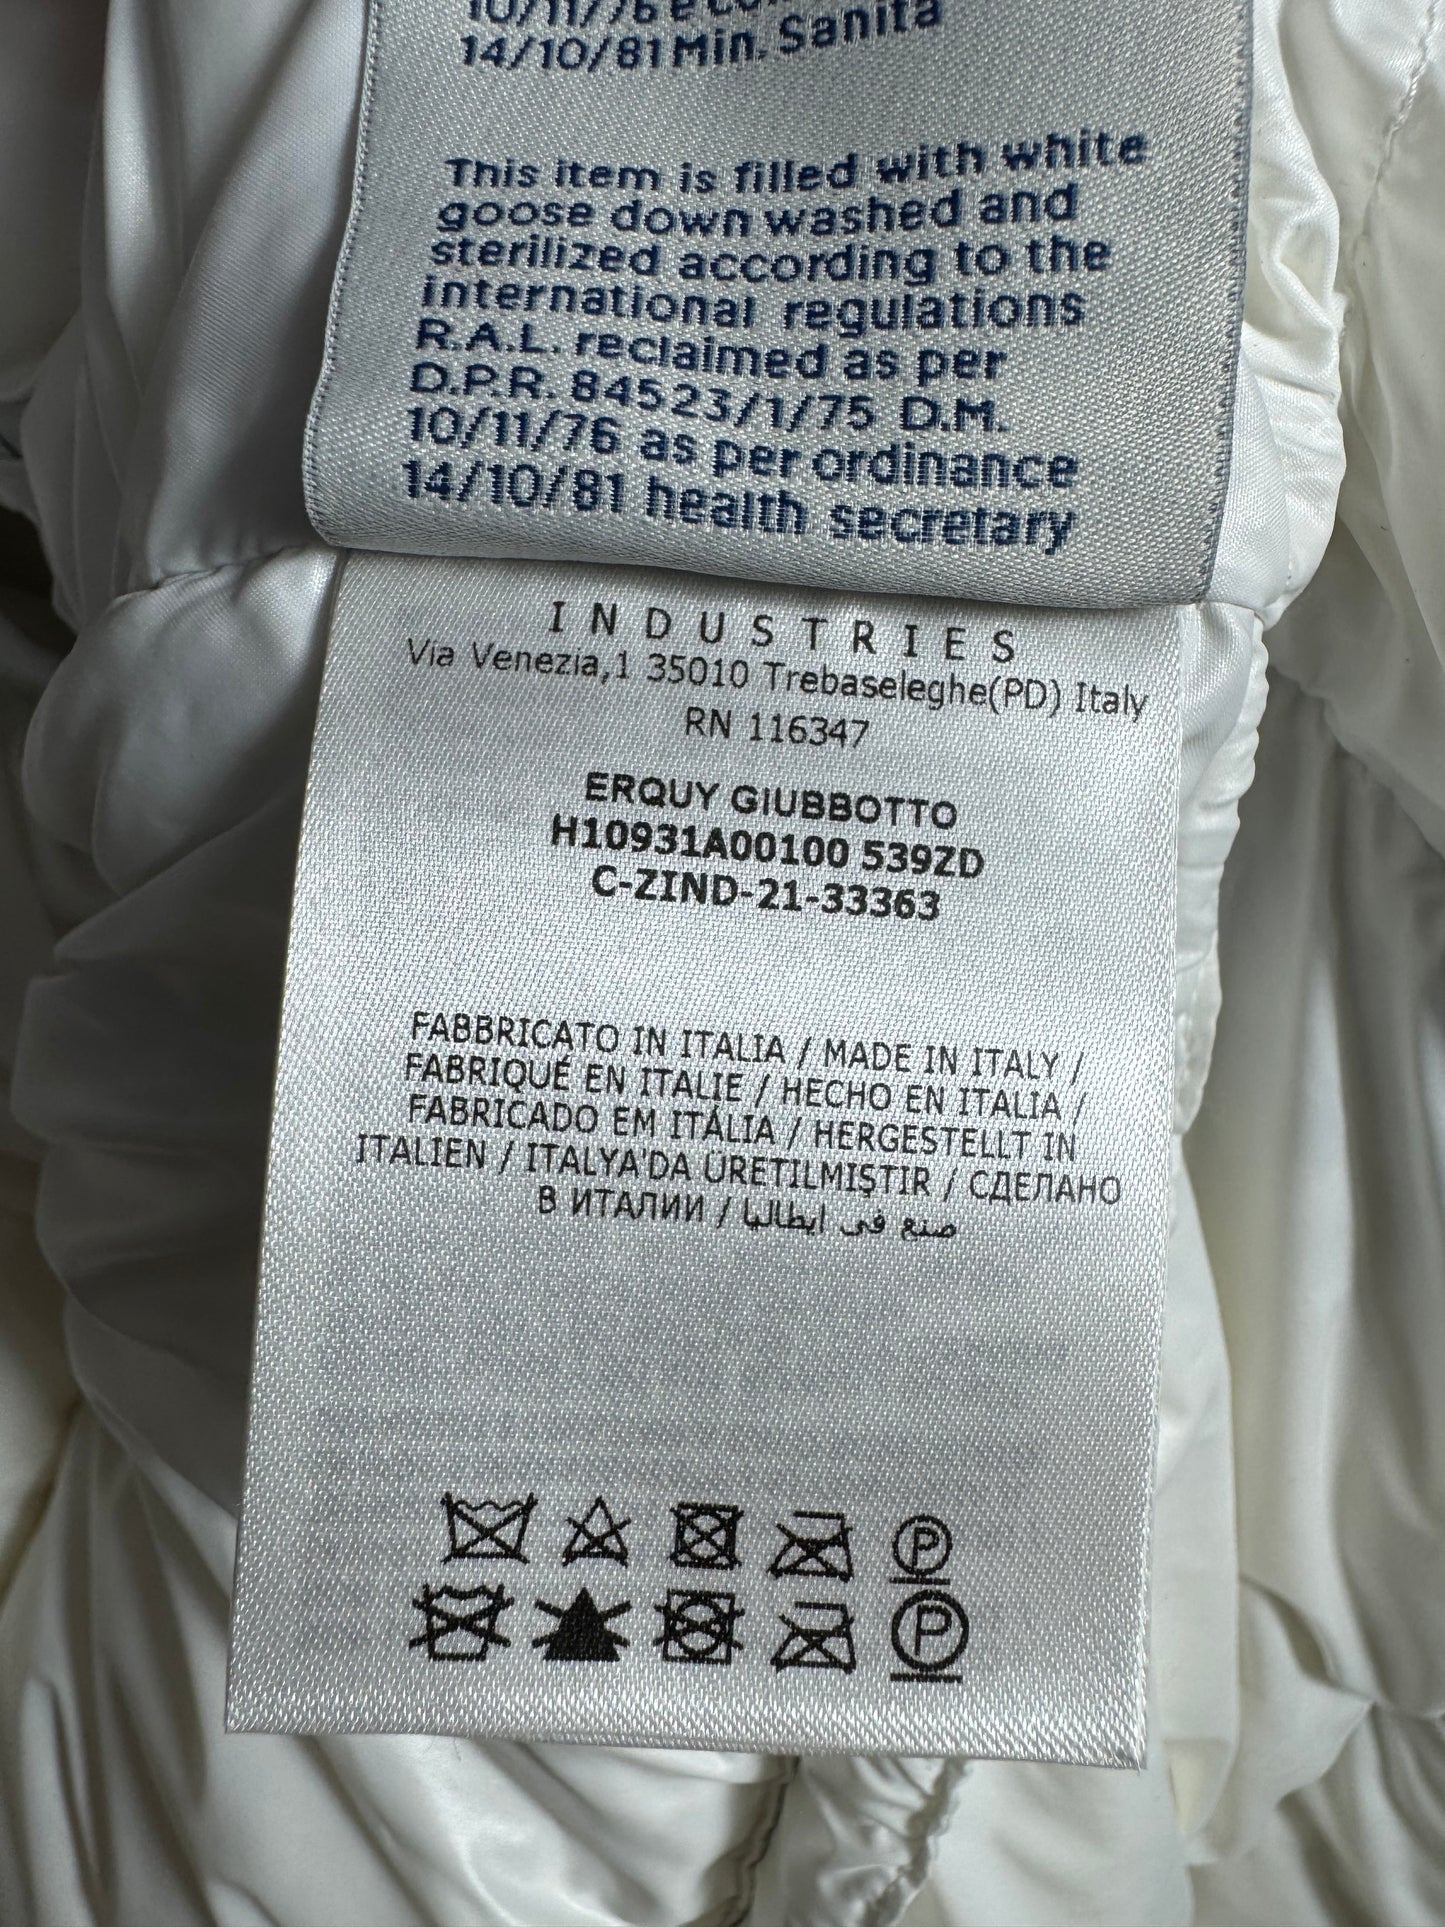 10/11/76 e
14/10/81 Min. Sanita
This item is filled with white
goose down washed and
sterilized according to the
international regulations
R.A.L. reclaimed as per
D.P.R. 84523/1/75 D.M.
10/11/76 as per ordinance
14/10/81 health secretary
INDUSTRIES
Via Venezia,1 35010 Trebaseleghe(PD) Italy
RN 116347
ERQUY GIUBBOTTO
H10931A00100 539ZD
C-ZIND-21-33363
FABBRICATO IN ITALIA / MADE IN ITALY /
FABRIQUÉ EN ITALIE / HECHO EN ITALIA /
FABRICADO EM ITÁLIA / HERGESTELLT IN
ITALIEN / ITALYA'DA ÜRETILMIŞTIR / СДЕЛАНО
В ИТАЛИИ / صنع في ايطاليا
P
P